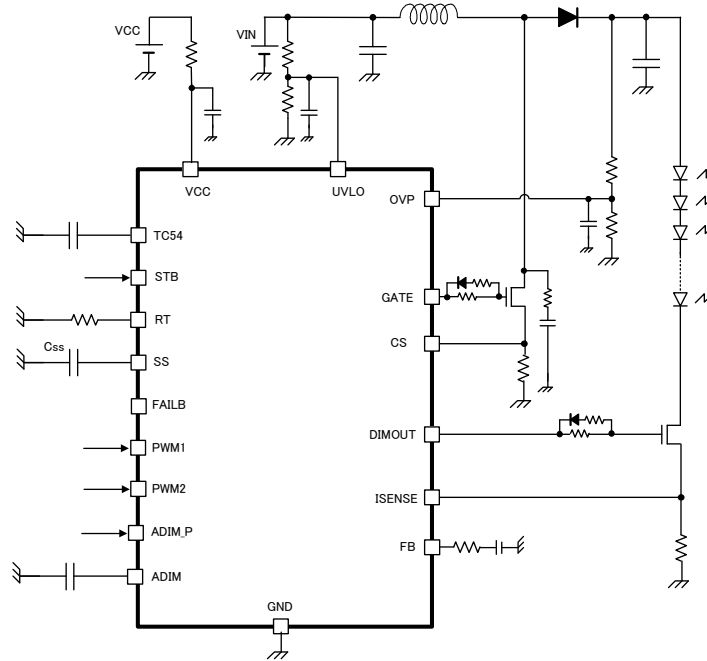 VCC
VIN
VCC
UVLO
OVP
TC54
STB
GATE
RT
CS
Css
SS
FAILB
DIMOUT
PWM1
PWM2
ISENSE
ADIM_P
FB
ADIM
GND